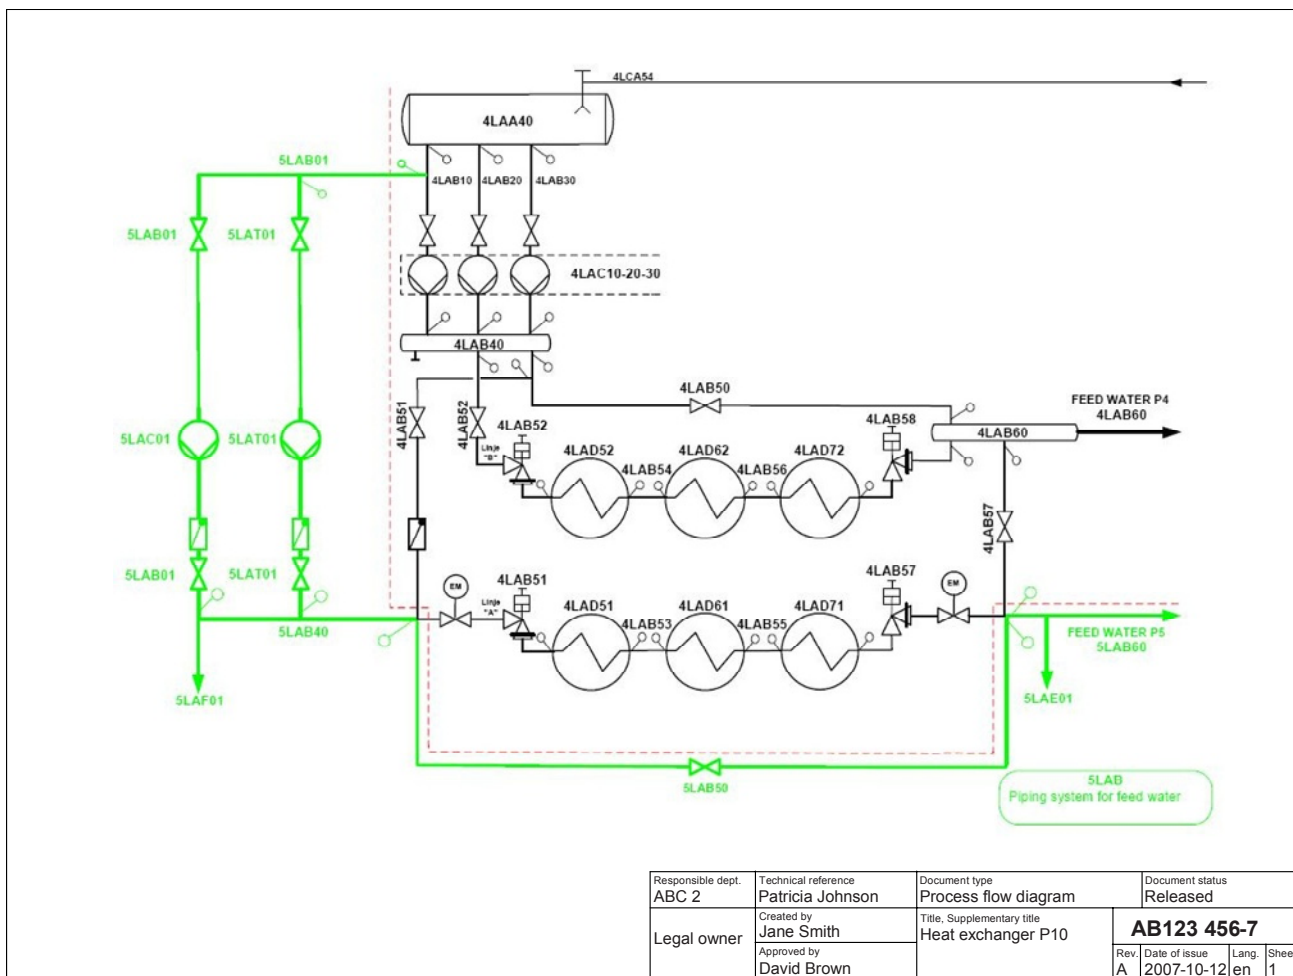 4LCA54
4LAA40
5LAB01
4LAB10
4LAB20
4LAB30
5LAB01
5LAT01
4LAC10-20-30
4LAB40
4LAB50
FEED WATER P4
4LAB60
4LAB51
4LAB52
4LAB52
4LAB58
4LAB60
5LAC01
5LAT01
Linje
"B"
4LAD52
4LAB54
4LAD62
4LAB56
4LAD72
4LAB57
5LAB01
5LAT01
EM
4LAB51
4LAB57
EM
Linje
"A"
4LAD51
4LAB53
4LAD61
4LAB55
4LAD71
5LAB40
FEED WATER P5
5LAB60
5LAF01
5LAE01
5LAB50
5LAB
Piping system for feed water
Responsible dept.
ABC 2
Technical reference
Patricia Johnson
Document type
Process flow diagram
Document status
Released
Legal owner
Created by
Jane Smith
Approved by
David Brown
Title, Supplementary title
Heat exchanger P10
AB123 456-7
Rev.
A
Date of issue
2007-10-12
Lang.
en
Shee
1